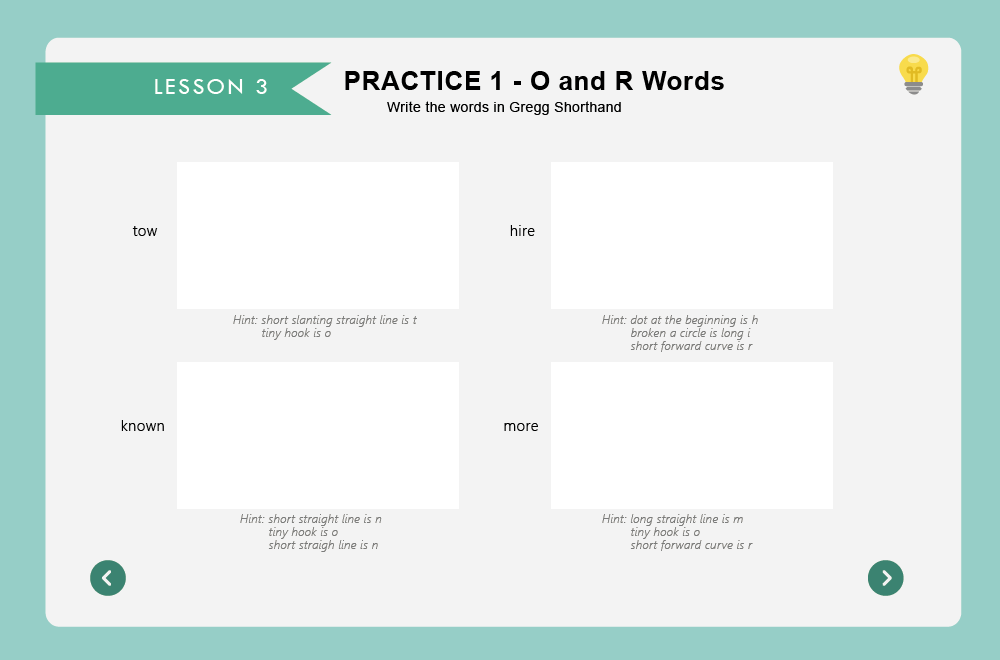 LESSON 3
PRACTICE 1 - O and R Words
Write the words in Gregg Shorthand
tow
Hint: short slanting straight line is t
tiny hook is o
hire
Hint: dot at the beginning is h
broken a circle is long i
short forward curve is r
known
Hint: short straight line is n
tiny hook is o
short straigh line is n
more
Hint: long straight line is m
tiny hook is o
short forward curve is r